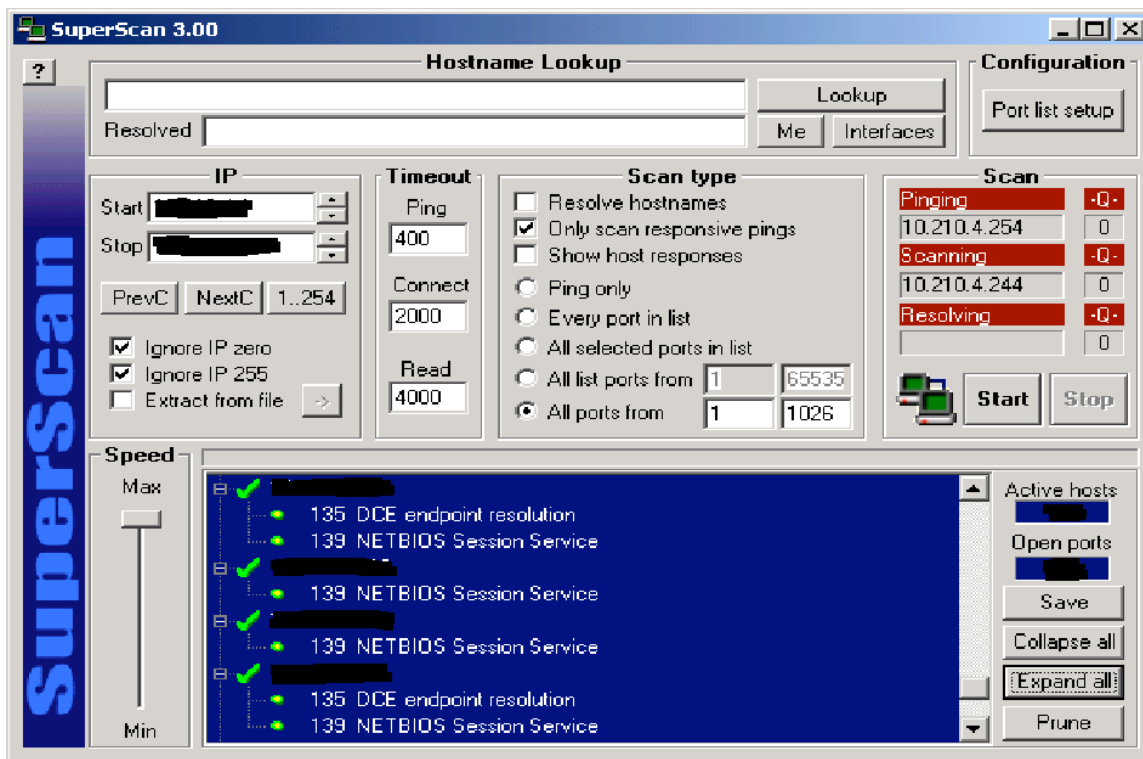 SuperScan 3.00
?
SuperScan
Hostname Lookup
Lookup
Resolved
Me
Interfaces
Configuration
Port list setup
IP
Start
Stop
PrevC
NextC
1..254
Ignore IP zero
Ignore IP 255
Extract from file
->
Timeout
Ping
400
Connect
2000
Read
4000
Scan type
Resolve hostnames
Only scan responsive pings
Show host responses
Ping only
Every port in list
All selected ports in list
All list ports from 1 65535
All ports from 1 1026
Scan
Pinging -Q-
10.210.4.254 0
Scanning -Q-
10.210.4.244 0
Resolving -Q-
0
Start
Stop
Speed
Max
Min
135 DCE endpoint resolution
139 NETBIOS Session Service
139 NETBIOS Session Service
139 NETBIOS Session Service
135 DCE endpoint resolution
139 NETBIOS Session Service
Active hosts
Open ports
Save
Collapse all
Expand all
Prune